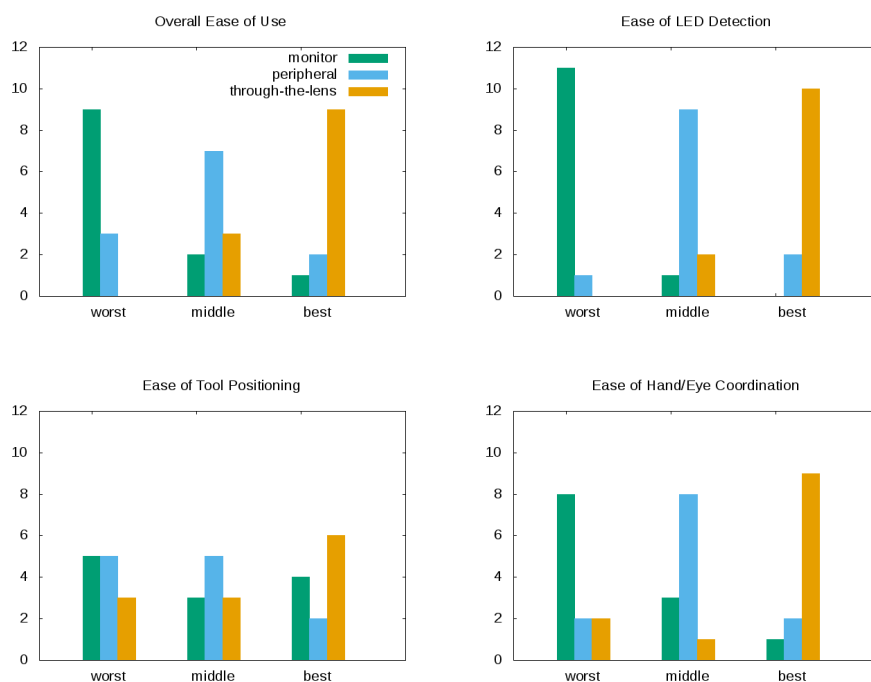 Overall Ease of Use
12
10
8
6
4
2
0
monitor
peripheral
through-the-lens
worst middle best
Ease of LED Detection
12
10
8
6
4
2
0
worst middle best
Ease of Tool Positioning
12
10
8
6
4
2
0
worst middle best
Ease of Hand/Eye Coordination
12
10
8
6
4
2
0
worst middle best